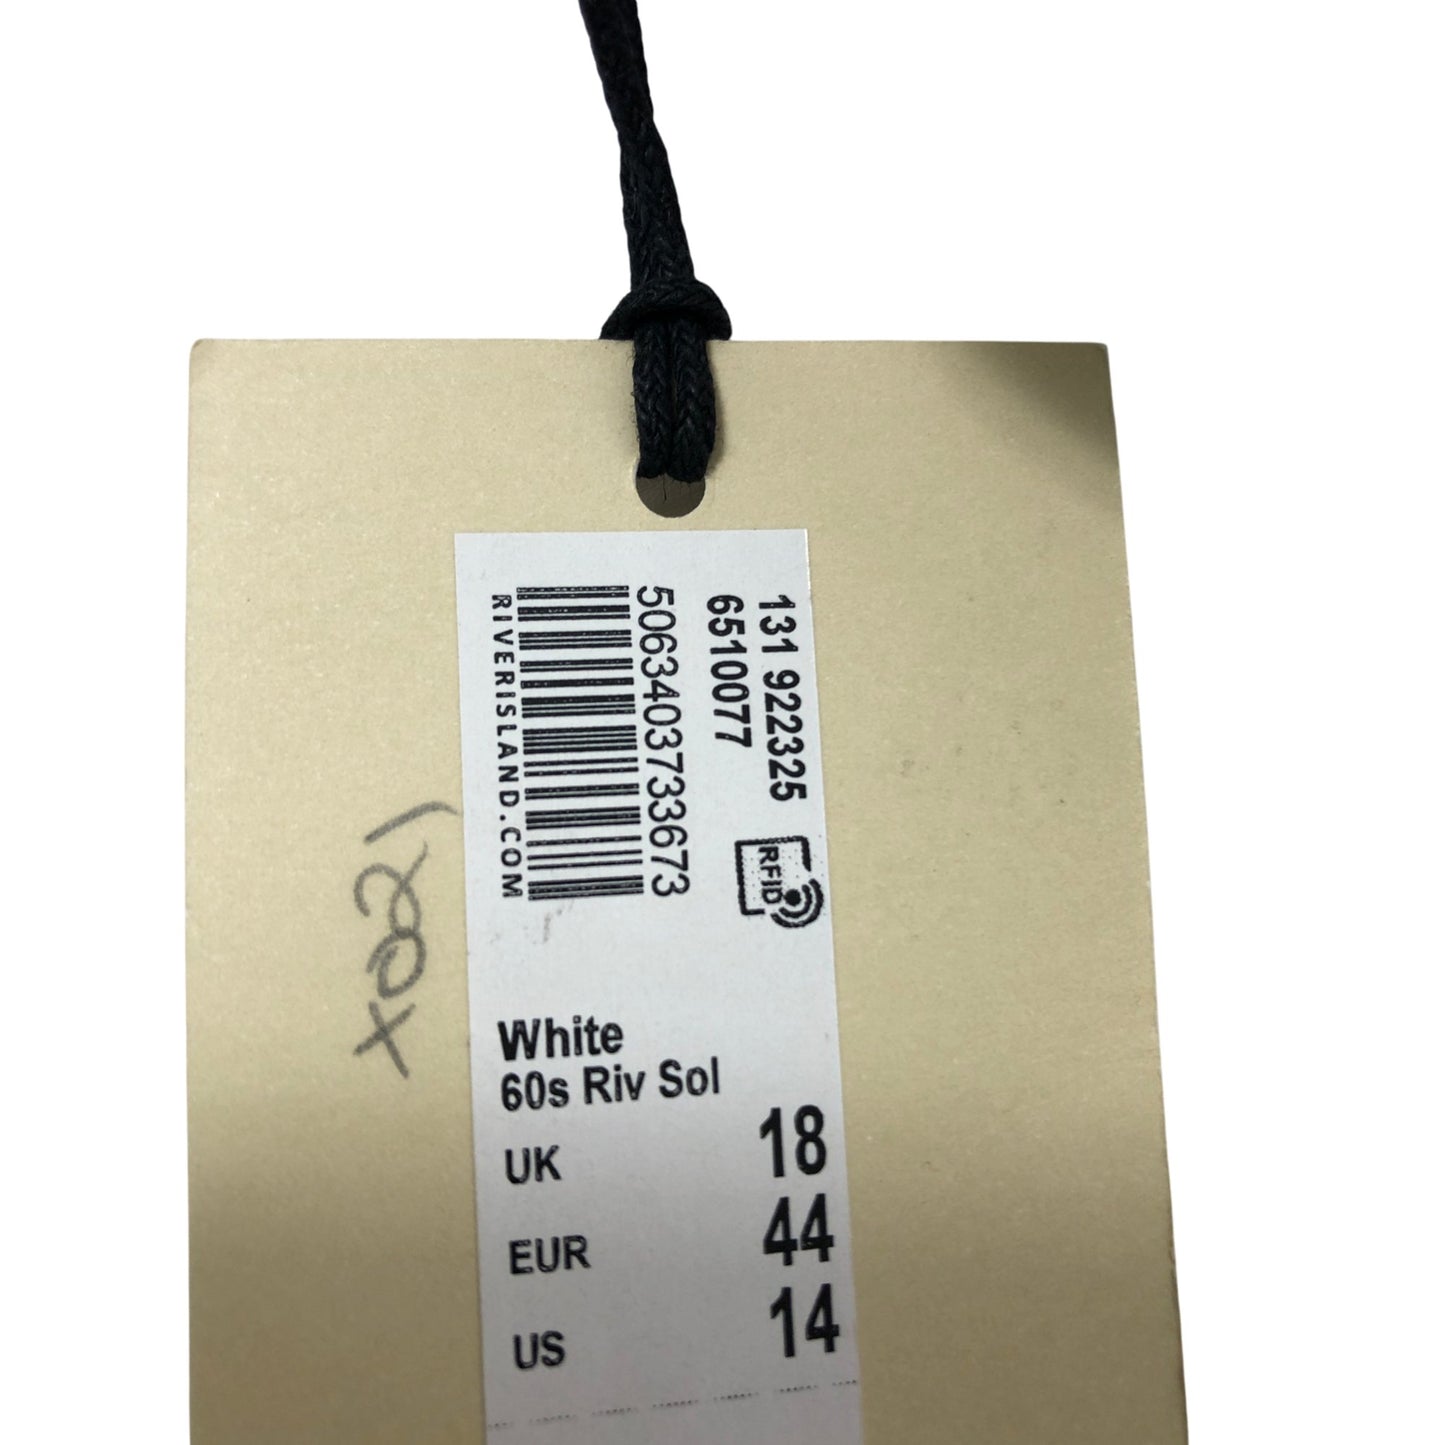 131 922325
6510077
5063403733673
RIVERISLAND.COM
RFID
White
60s Riv Sol
UK 18
EUR 44
US 14